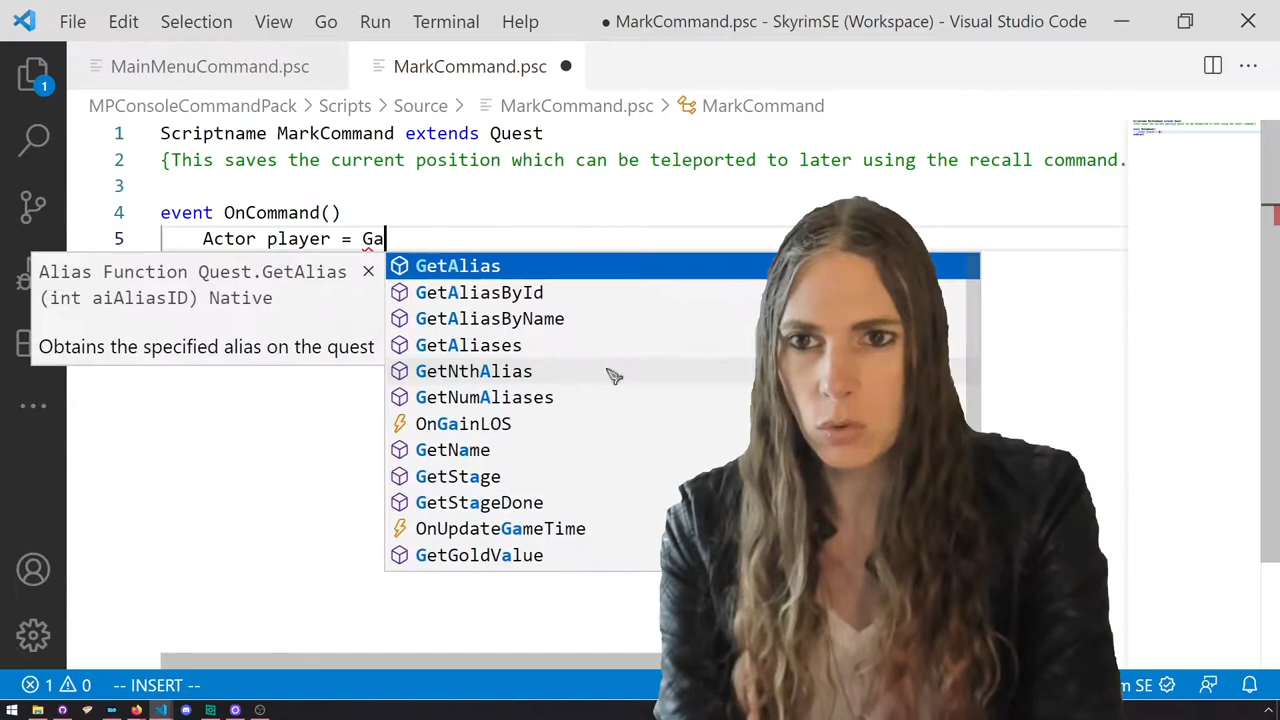 File Edit Selection View Go Run Terminal Help ● MarkCommand.psc - SkyrimSE (Workspace) - Visual Studio Code
MainMenuCommand.psc MarkCommand.psc
MPConsoleCommandPack > Scripts > Source > MarkCommand.psc > MarkCommand
1 Scriptname MarkCommand extends Quest
2 {This saves the current position which can be teleported to later using the recall command.
3
4 event OnCommand()
5 Actor player = Ga
Alias Function Quest.GetAlias
(int aiAliasID) Native
Obtains the specified alias on the quest
GetAlias
GetAliasById
GetAliasByName
GetAliases
GetNthAlias
GetNumAliases
OnGainLOS
GetName
GetStage
GetStageDone
OnUpdateGameTime
GetGoldValue
1
1 0 -- INSERT -- SE